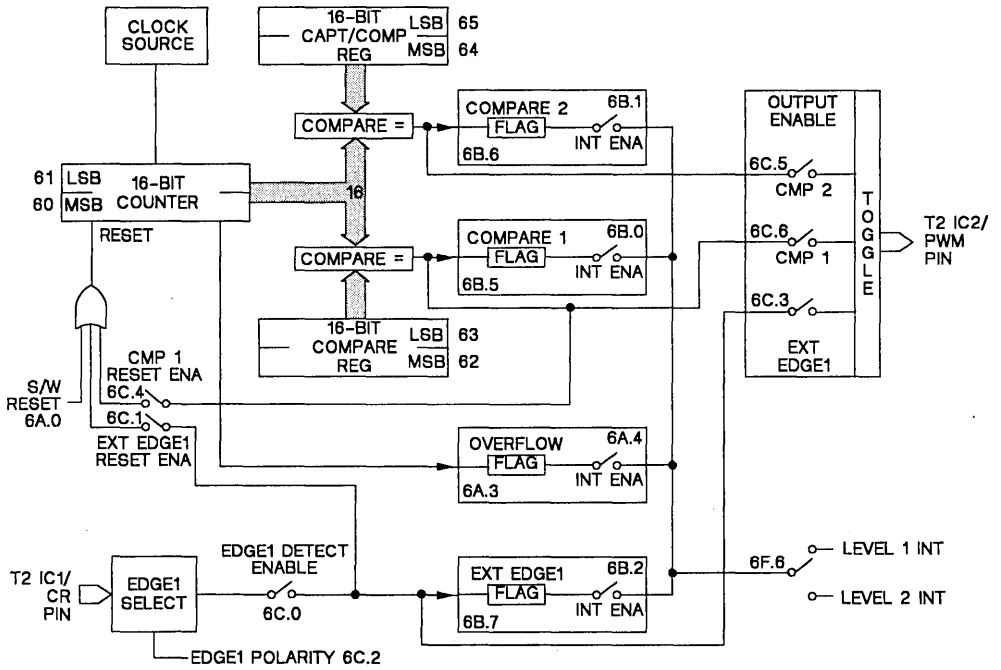 CLOCK
SOURCE
16-BIT
CAPT/COMP
REG
LSB 65
MSB 64
COMPARE =
COMPARE 2
6B.1
FLAG
INT ENA
6B.6
OUTPUT
ENABLE
6C.5
CMP 2
6C.6
CMP 1
6C.3
EXT
EDGE1
TOGGLE
T2 IC2/
PWM
PIN
61 LSB
60 MSB
16-BIT
COUNTER
16
RESET
COMPARE =
COMPARE 1
6B.0
FLAG
INT ENA
6B.5
16-BIT
COMPARE
REG
LSB 63
MSB 62
CMP 1
RESET ENA
6C.4
S/W
RESET
6A.0
6C.1
EXT EDGE1
RESET ENA
OVERFLOW
6A.4
FLAG
INT ENA
6A.3
T2 IC1/
CR
PIN
EDGE1
SELECT
EDGE1 DETECT
ENABLE
6C.0
EXT EDGE1
6B.2
FLAG
INT ENA
6B.7
6F.6
LEVEL 1 INT
LEVEL 2 INT
EDGE1 POLARITY 6C.2